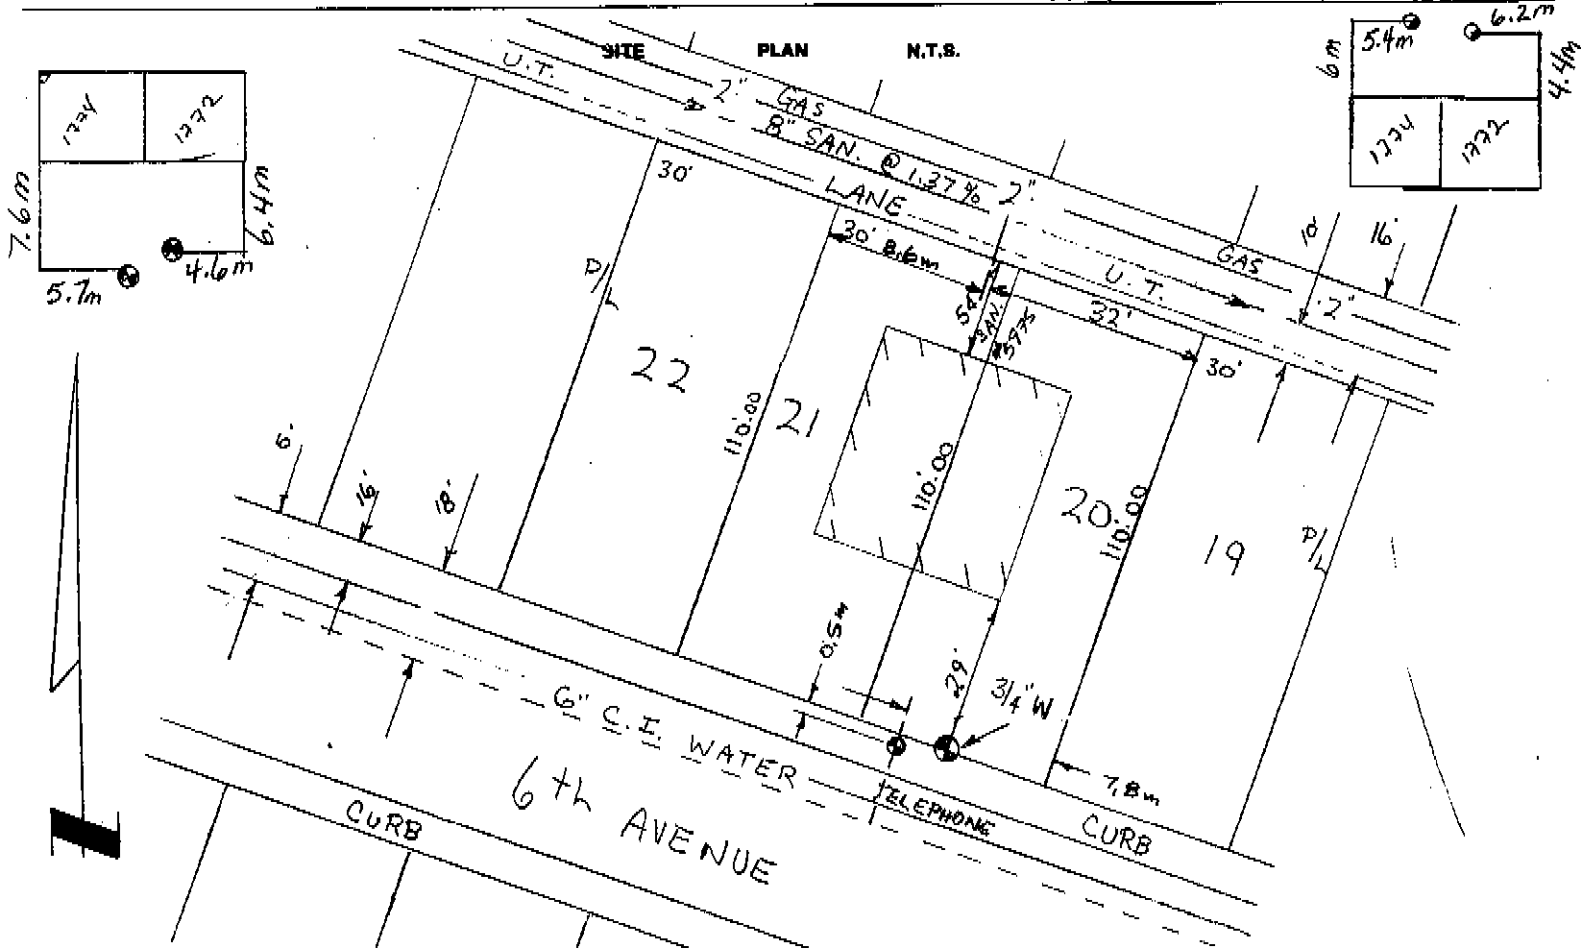 SITE PLAN N.T.S.
6.2m
5.4m
6m
4.4m
1774 1772
1774 1772
7.6m
6.4m
4.6m
5.7m
U.T.
2" GAS
8" SAN. @ 1.37%
2"
LANE
GAS
U.T.
2"
10'
16'
30'
30' 8.6m
SAN.
32'
30'
P/L
22
21
110.00
110.00
20
110.00
19
P/L
6'
16'
18'
0.5m
29'
3/4" W
7.8m
6" C.I. WATER
TELEPHONE
CURB
6th AVENUE
CURB